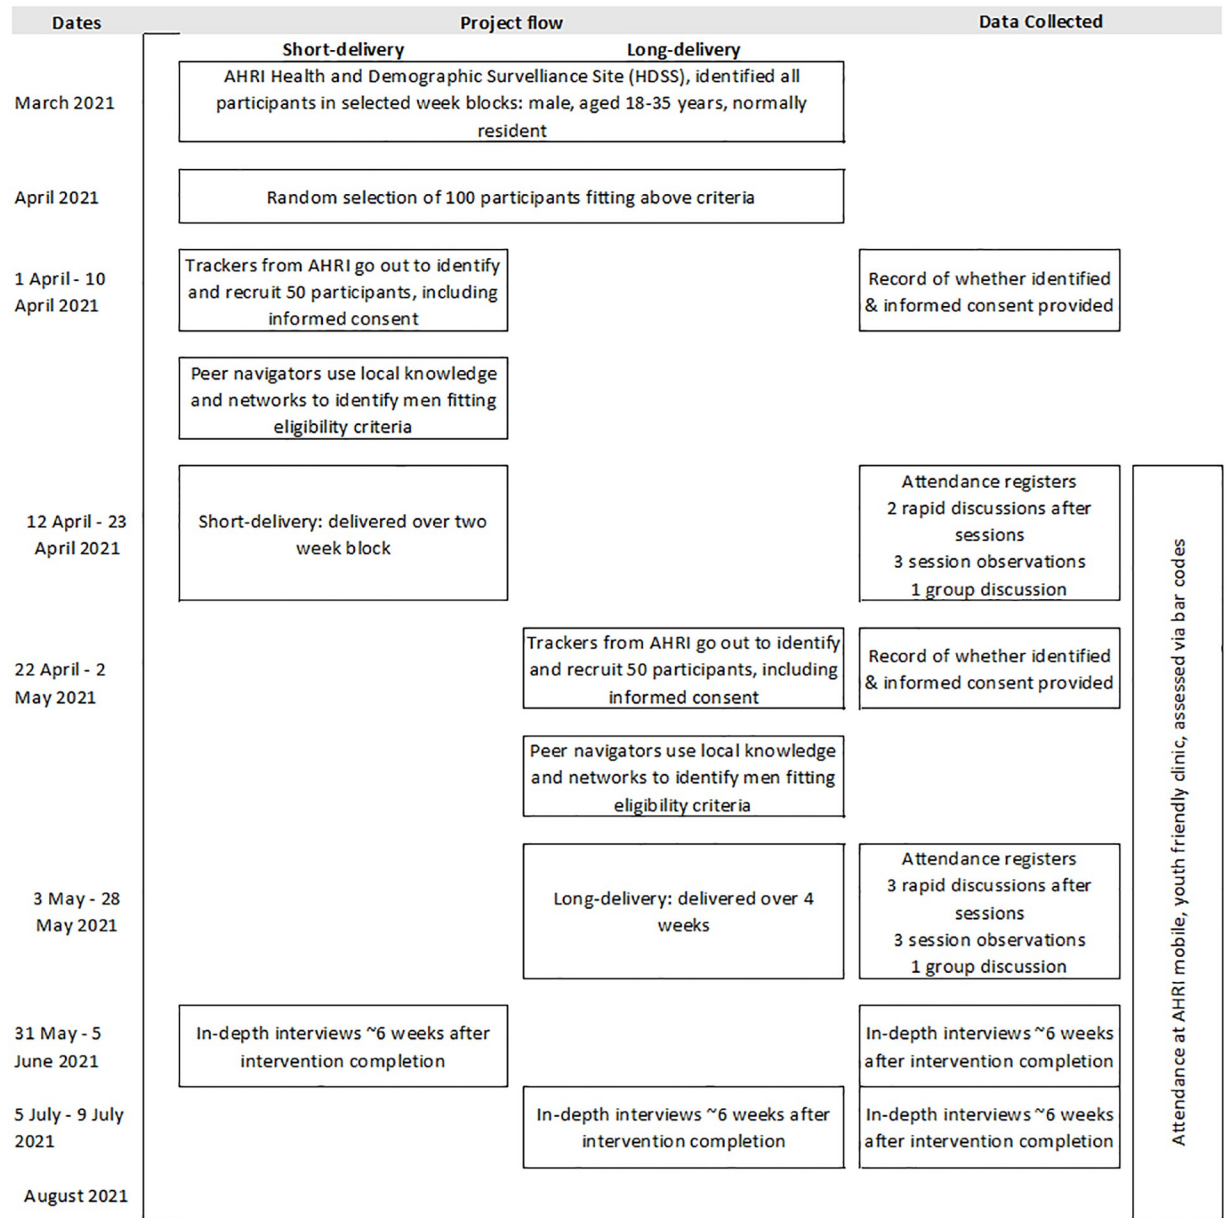 Dates
Project flow
Data Collected
Short-delivery
Long-delivery
March 2021
AHRI Health and Demographic Survelliance Site (HDSS), identified all
participants in selected week blocks: male, aged 18-35 years, normally
resident
April 2021
Random selection of 100 participants fitting above criteria
1 April - 10
April 2021
Trackers from AHRI go out to identify
and recruit 50 participants, including
informed consent
Record of whether identified
& informed consent provided
Peer navigators use local knowledge
and networks to identify men fitting
eligibility criteria
12 April - 23
April 2021
Short-delivery: delivered over two
week block
Attendance registers
2 rapid discussions after
sessions
3 session observations
1 group discussion
22 April - 2
May 2021
Trackers from AHRI go out to identify
and recruit 50 participants, including
informed consent
Record of whether identified
& informed consent provided
Peer navigators use local knowledge
and networks to identify men fitting
eligibility criteria
3 May - 28
May 2021
Long-delivery: delivered over 4
weeks
Attendance registers
3 rapid discussions after
sessions
3 session observations
1 group discussion
31 May - 5
June 2021
In-depth interviews ~6 weeks after
intervention completion
In-depth interviews ~6 weeks
after intervention completion
5 July - 9 July
2021
In-depth interviews ~6 weeks after
intervention completion
In-depth interviews ~6 weeks
after intervention completion
August 2021
Attendance at AHRI mobile, youth friendly clinic, assessed via bar codes